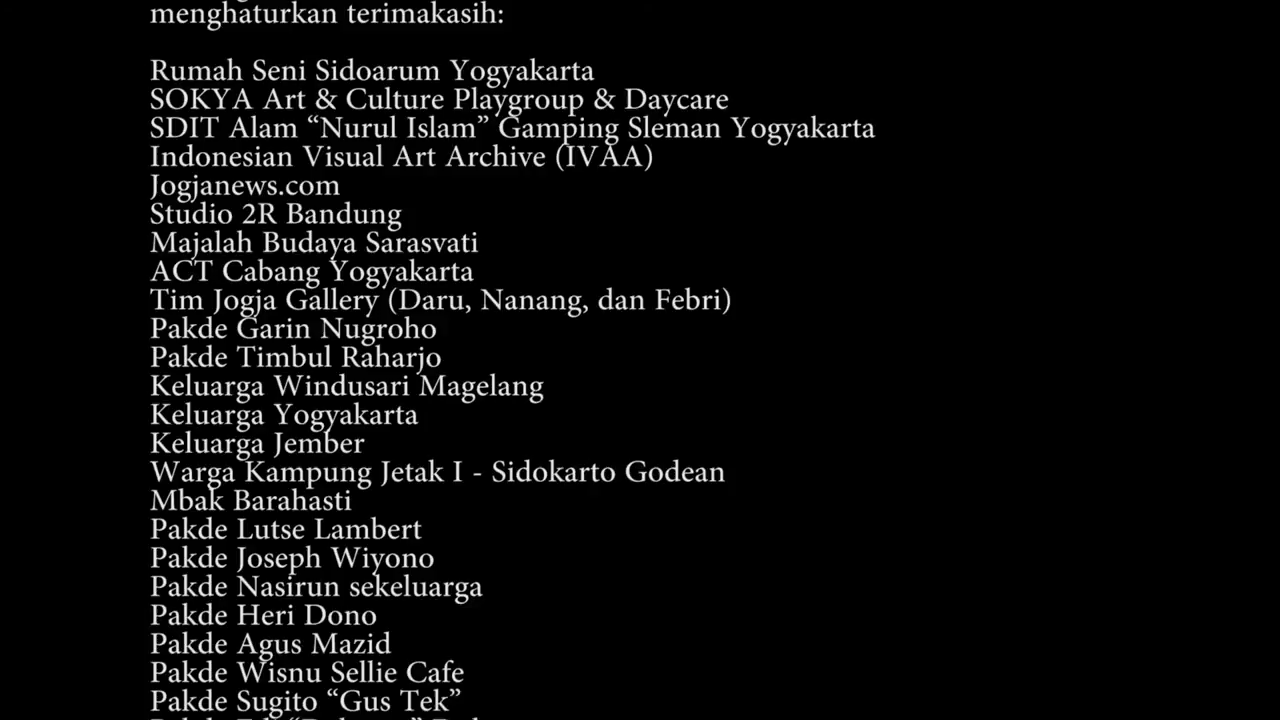 menghaturkan terimakasih:
Rumah Seni Sidoarum Yogyakarta
SOKYA Art & Culture Playgroup & Daycare
SDIT Alam “Nurul Islam” Gamping Sleman Yogyakarta
Indonesian Visual Art Archive (IVAA)
Jogjanews.com
Studio 2R Bandung
Majalah Budaya Sarasvati
ACT Cabang Yogyakarta
Tim Jogja Gallery (Daru, Nanang, dan Febri)
Pakde Garin Nugroho
Pakde Timbul Raharjo
Keluarga Windusari Magelang
Keluarga Yogyakarta
Keluarga Jember
Warga Kampung Jetak I - Sidokarto Godean
Mbak Barahasti
Pakde Lutse Lambert
Pakde Joseph Wiyono
Pakde Nasirun sekeluarga
Pakde Heri Dono
Pakde Agus Mazid
Pakde Wisnu Sellie Cafe
Pakde Sugito “Gus Tek”